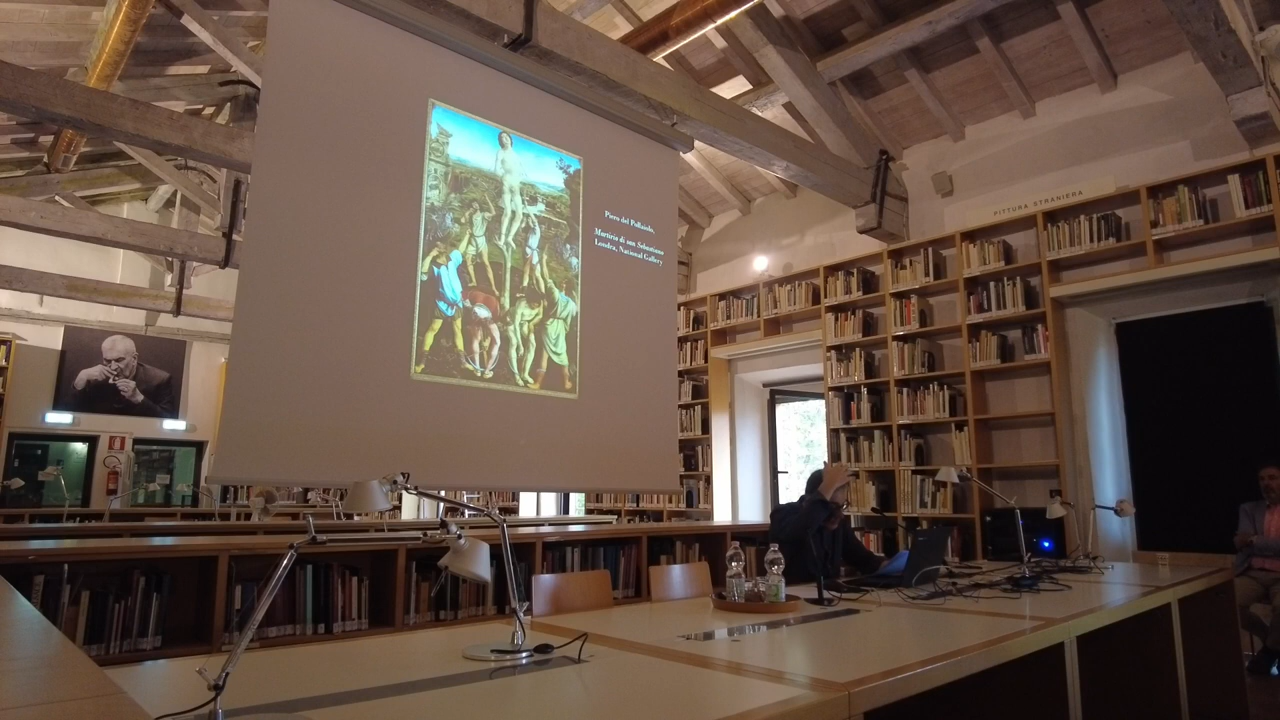 Piero del Pollaiolo,
Martirio di san Sebastiano
Londra, National Gallery
PITTURA STRANIERA